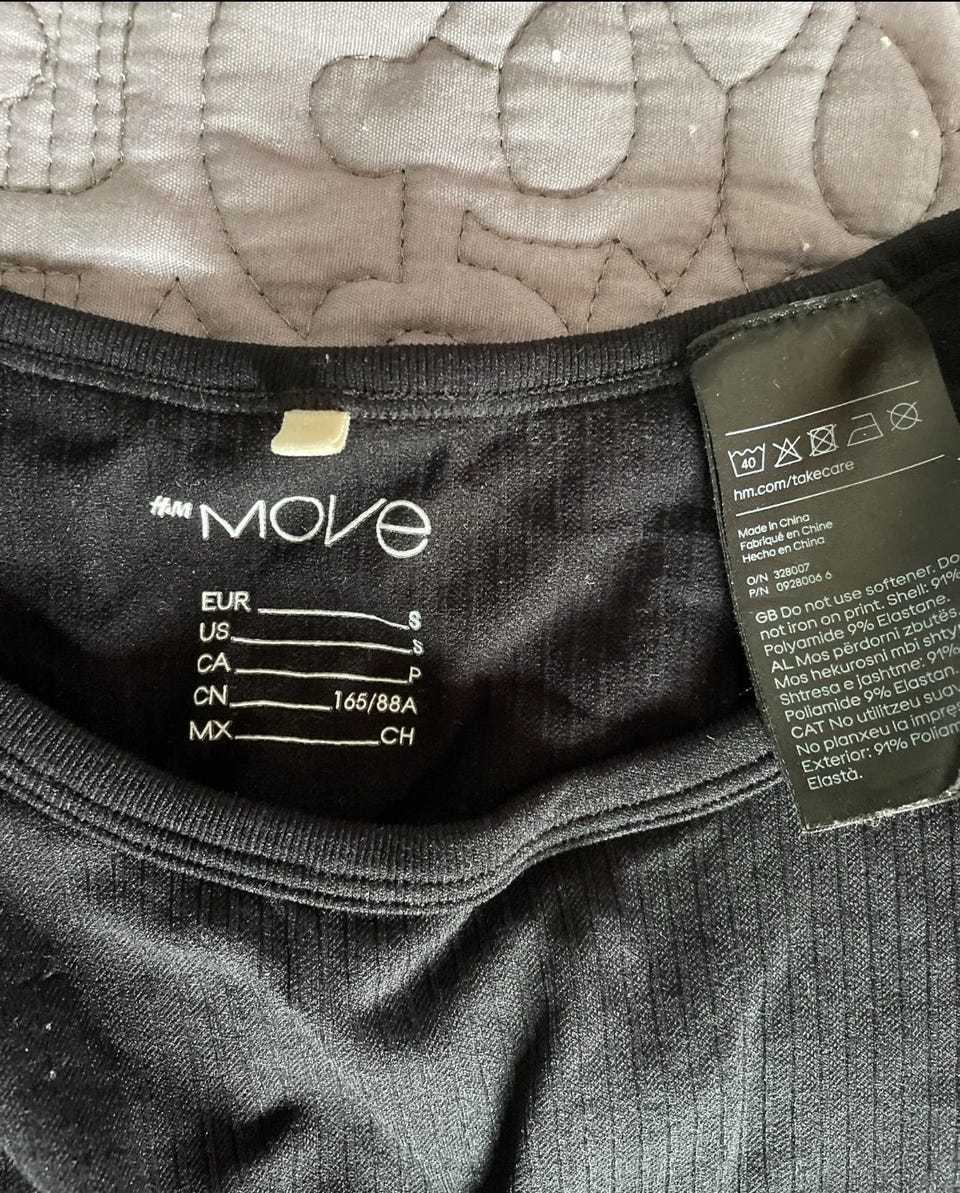 H&M MOVE
EUR S
US S
CA P
CN 165/88A
MX CH
40
hm.com/takecare
Made in China
Fabriqué en Chine
Hecho en China
O/N 328007
P/N 0928006 6
GB Do not use softener. Do
not iron on print. Shell: 91%
Polyamide 9% Elastane.
AL Mos përdorni zbutës.
Mos hekurosni mbi shty
Shtresa e jashtme: 91%
Poliamide 9% Elastan.
CAT No utilitzeu suav
No planxeu la impres
Exterior: 91% Poliam
Elastà.